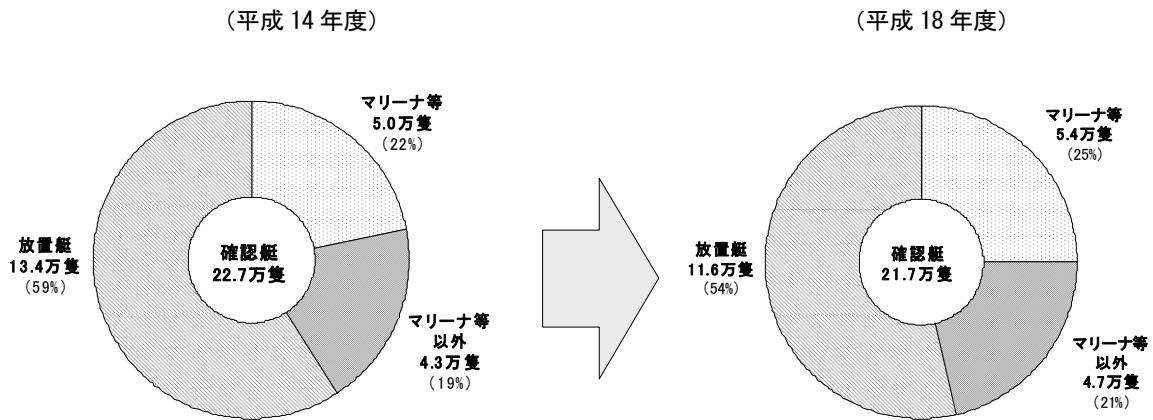 （平成 14 年度）
マリーナ等
5.0万隻
（22%）
放置艇
13.4万隻
（59%）
確認艇
22.7万隻
マリーナ等
以外
4.3万隻
（19%）
（平成 18 年度）
マリーナ等
5.4万隻
（25%）
放置艇
11.6万隻
（54%）
確認艇
21.7万隻
マリーナ等
以外
4.7万隻
（21%）